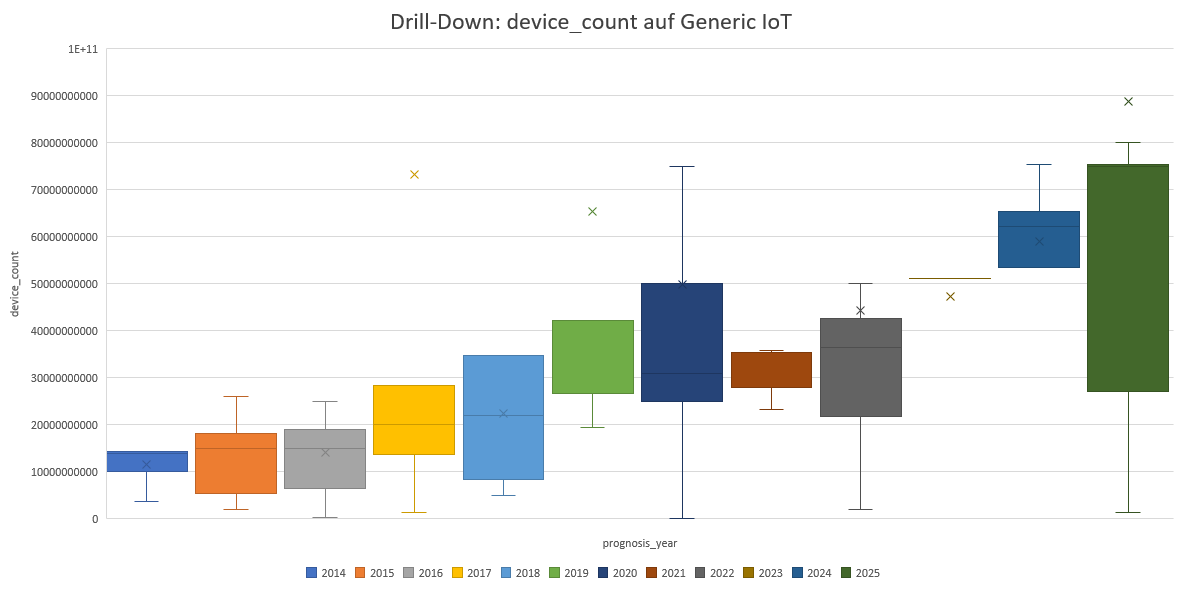 Drill-Down: device_count auf Generic IoT
1E+11
90000000000
80000000000
70000000000
60000000000
50000000000
40000000000
30000000000
20000000000
10000000000
0
device_count
prognosis_year
2014 2015 2016 2017 2018 2019 2020 2021 2022 2023 2024 2025